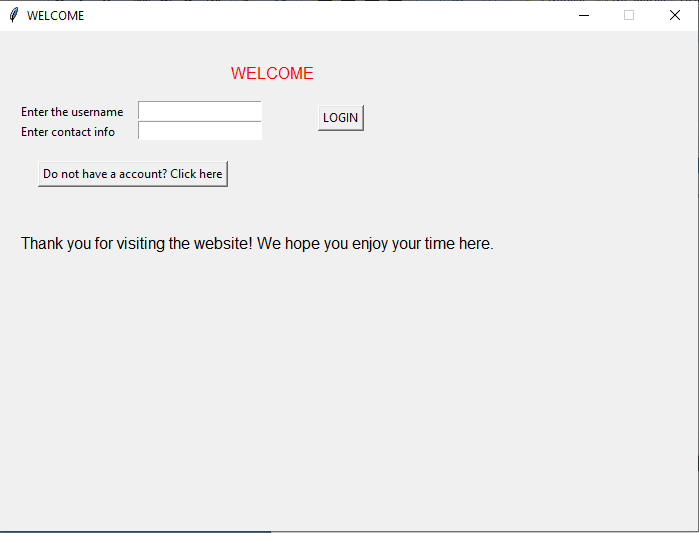 WELCOME
WELCOME
Enter the username
LOGIN
Enter contact info
Do not have a account? Click here
Thank you for visiting the website! We hope you enjoy your time here.